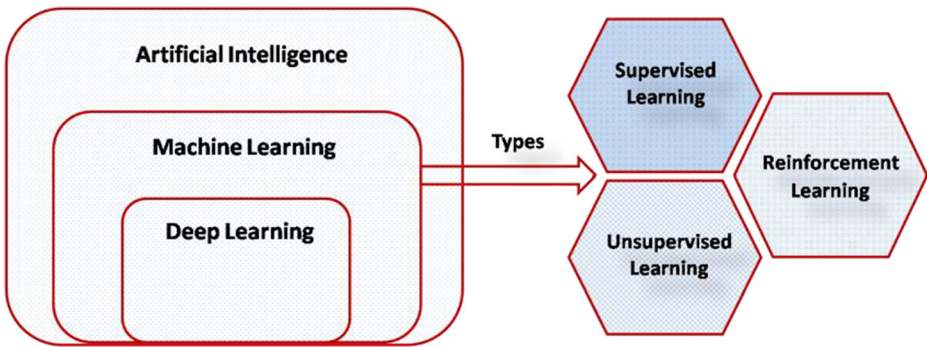 Artificial Intelligence
Machine Learning
Deep Learning
Types
Supervised
Learning
Reinforcement
Learning
Unsupervised
Learning